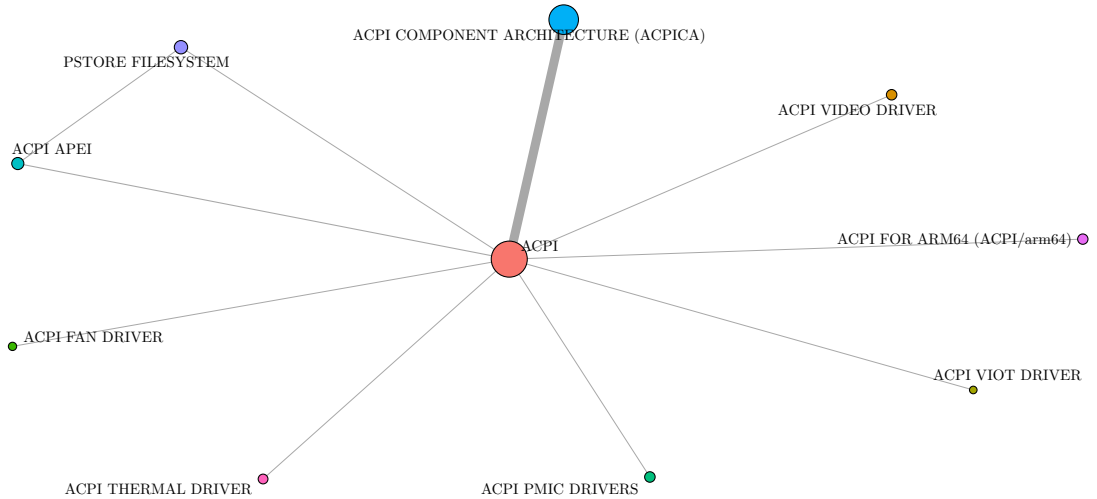 ACPI COMPONENT ARCHITECTURE (ACPICA)
PSTORE FILESYSTEM
ACPI VIDEO DRIVER
ACPI APEI
ACPI FOR ARM64 (ACPI/arm64)
ACPI
ACPI FAN DRIVER
ACPI VIOT DRIVER
ACPI THERMAL DRIVER
ACPI PMIC DRIVERS